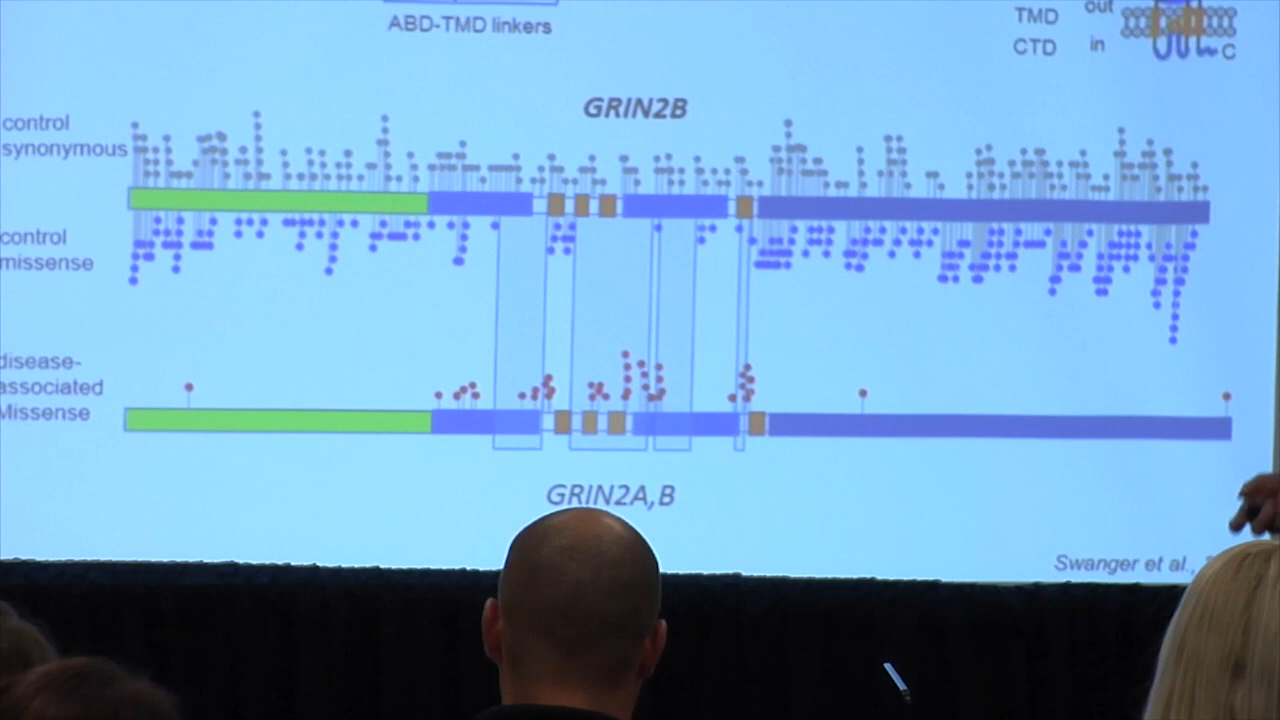 ABD-TMD linkers
out
TMD
CTD
in
C
GRIN2B
control
synonymous
control
missense
disease-
associated
Missense
GRIN2A,B
Swanger et al.,